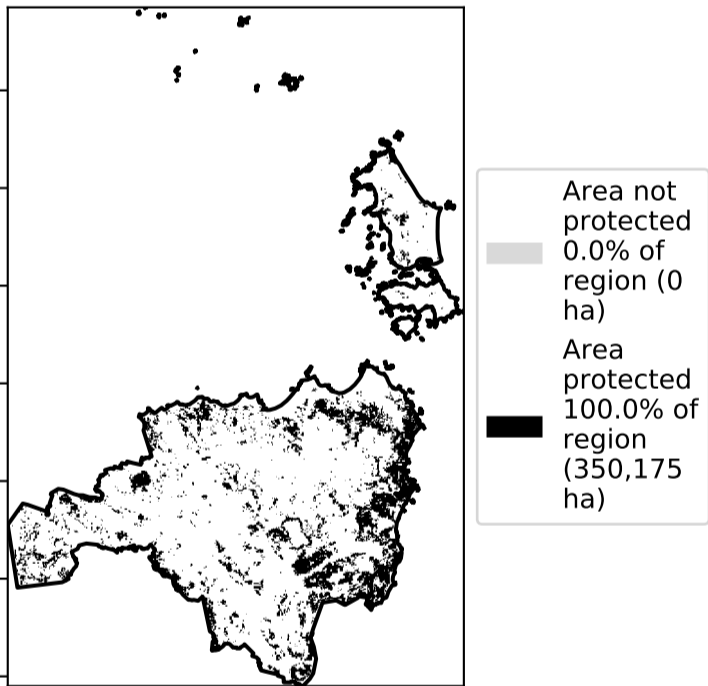 Area not
protected
0.0% of
region (0
ha)
Area
protected
100.0% of
region
(350,175
ha)